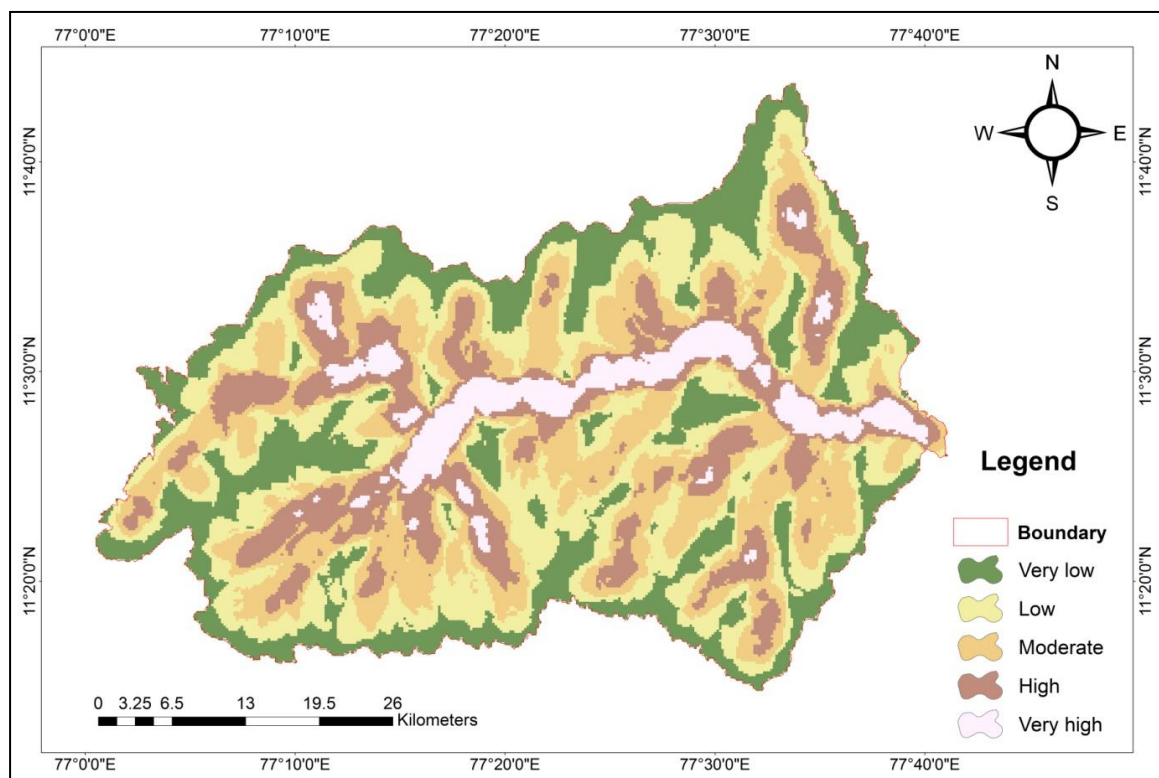 77°0'0"E 77°10'0"E 77°20'0"E 77°30'0"E 77°40'0"E
N
W E
S
11°40'0"N 11°40'0"N
11°30'0"N 11°30'0"N
11°20'0"N 11°20'0"N
Legend
Boundary
Very low
Low
Moderate
High
Very high
0 3.25 6.5 13 19.5 26
Kilometers
77°0'0"E 77°10'0"E 77°20'0"E 77°30'0"E 77°40'0"E